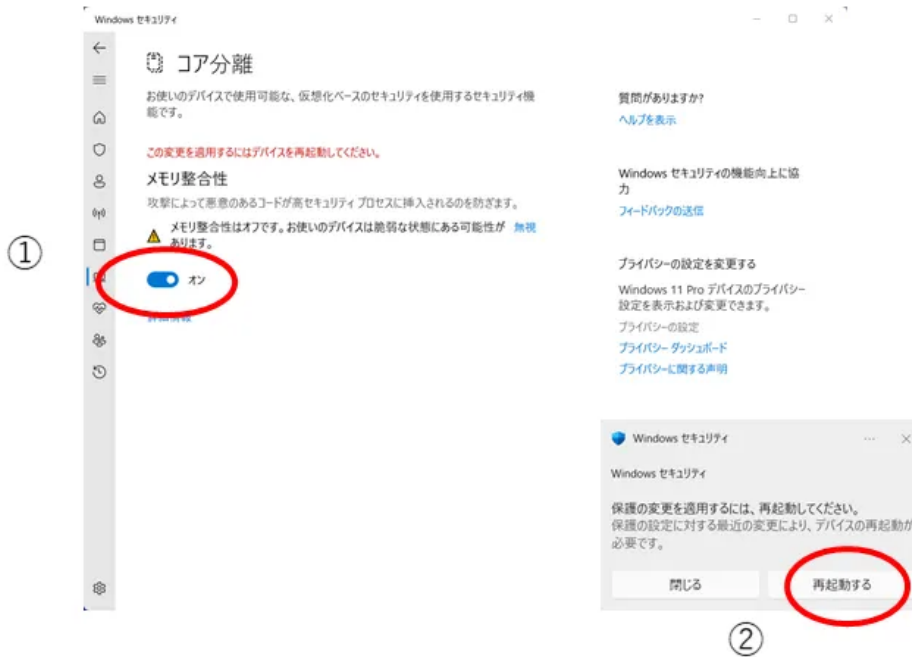 Windows セキュリティ
コア分離
お使いのデバイスで使用可能な、仮想化ベースのセキュリティを使用するセキュリティ機
能です。
この変更を適用するにはデバイスを再起動してください。
メモリ整合性
攻撃によって悪意のあるコードが高セキュリティ プロセスに挿入されるのを防ぎます。
メモリ整合性はオフです。お使いのデバイスは脆弱な状態にある可能性が 無視
あります。
①
オン
詳細情報
質問がありますか?
ヘルプを表示
Windows セキュリティの機能向上に協
力
フィードバックの送信
プライバシーの設定を変更する
Windows 11 Pro デバイスのプライバシー
設定を表示および変更できます。
プライバシーの設定
プライバシー ダッシュボード
プライバシーに関する声明
Windows セキュリティ
Windows セキュリティ
保護の変更を適用するには、再起動してください。
保護の設定に対する最近の変更により、デバイスの再起動が
必要です。
閉じる
再起動する
②